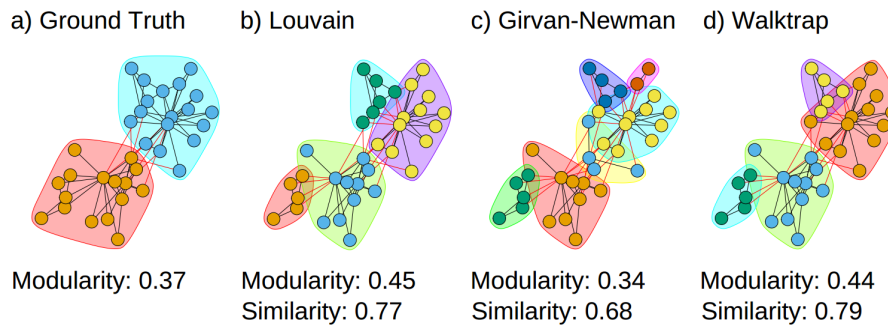 a) Ground Truth
b) Louvain
c) Girvan-Newman
d) Walktrap
Modularity: 0.37
Modularity: 0.45
Modularity: 0.34
Modularity: 0.44
Similarity: 0.77
Similarity: 0.68
Similarity: 0.79